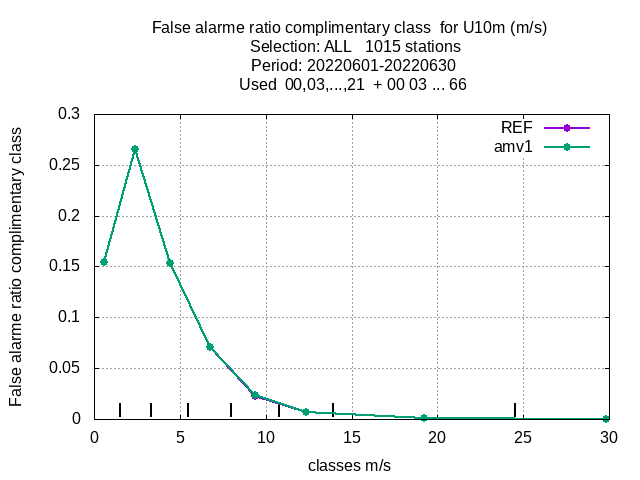 False alarme ratio complimentary class  for U10m (m/s)
Selection: ALL   1015 stations
Period: 20220601-20220630
Used  00,03,...,21  + 00 03 ... 66
REF
amv1
False alarme ratio complimentary class
0.3
0.25
0.2
0.15
0.1
0.05
0
0 5 10 15 20 25 30
classes m/s